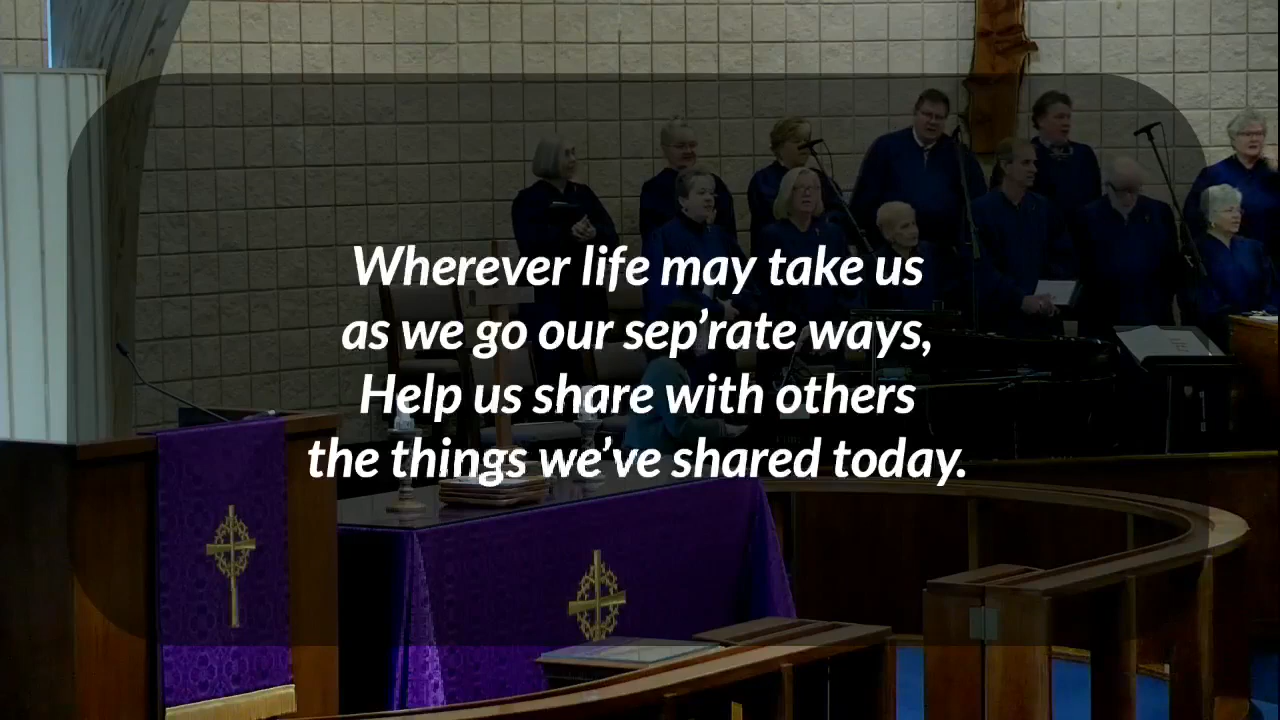 Wherever life may take us
as we go our sep’rate ways,
Help us share with others
the things we’ve shared today.